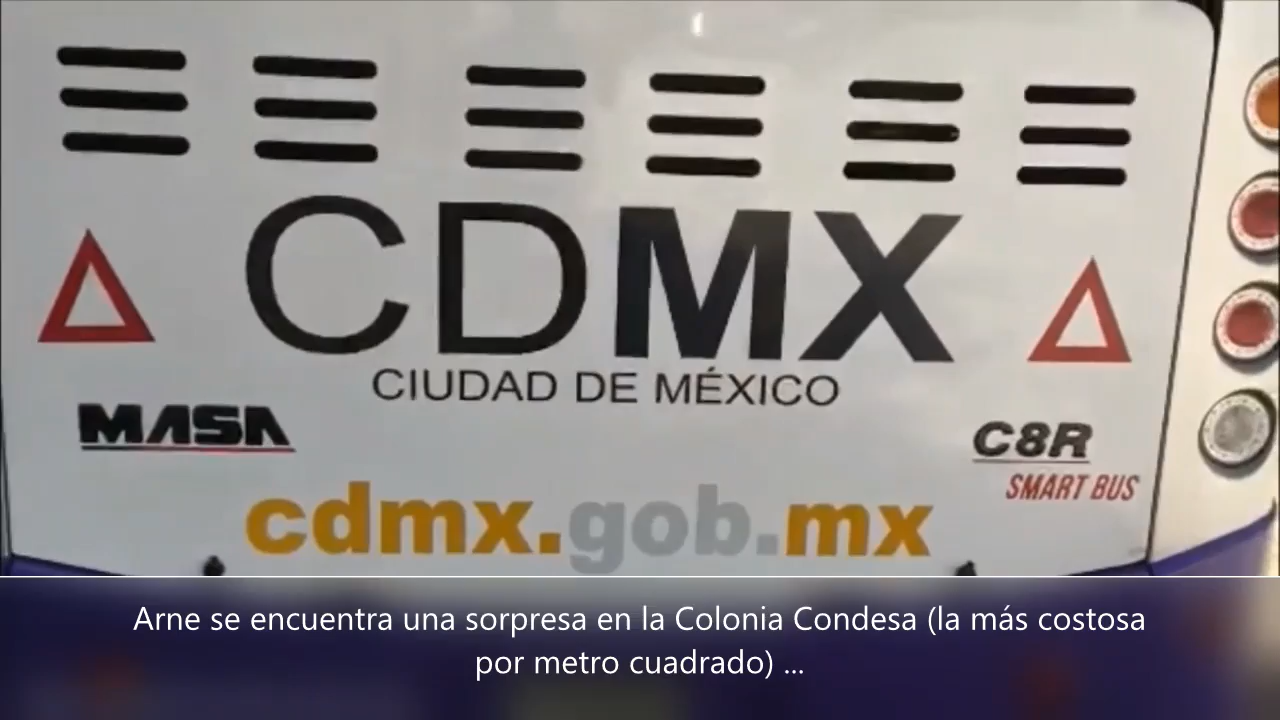 CDMX
CIUDAD DE MÉXICO
MASA
C8R
SMART BUS
cdmx.gob.mx
Arne se encuentra una sorpresa en la Colonia Condesa (la más costosa
por metro cuadrado) ...